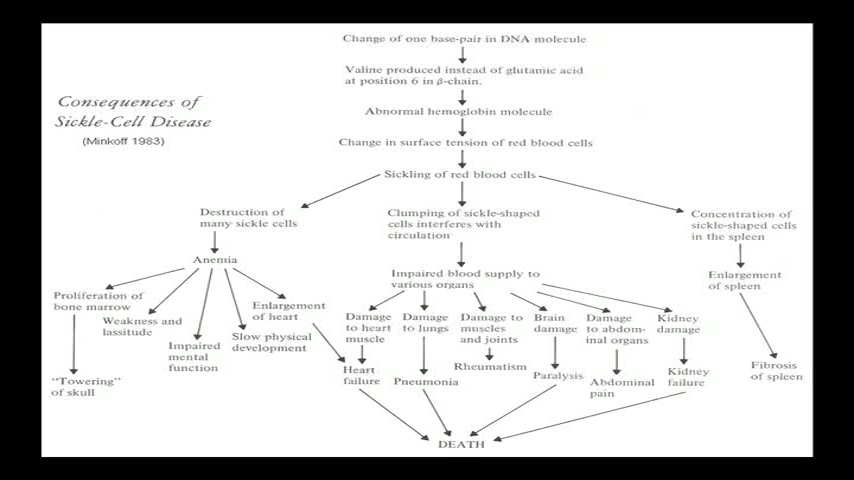 Change of one base-pair in DNA molecule
Valine produced instead of glutamic acid
at position 6 in β-chain.
Consequences of
Sickle-Cell Disease
(Minkoff 1983)
Abnormal hemoglobin molecule
Change in surface tension of red blood cells
Sickling of red blood cells
Destruction of
many sickle cells
Clumping of sickle-shaped
cells interferes with
circulation
Concentration of
sickle-shaped cells
in the spleen
Anemia
Impaired blood supply to
various organs
Enlargement
of spleen
Proliferation of
bone marrow
Weakness and
lassitude
Impaired
mental
function
Slow physical
development
Enlargement
of heart
Damage
to heart
muscle
Damage
to lungs
Damage to
muscles
and joints
Brain
damage
Damage
to abdom-
inal organs
Kidney
damage
"Towering"
of skull
Heart
failure
Pneumonia
Rheumatism
Paralysis
Abdominal
pain
Kidney
failure
Fibrosis
of spleen
DEATH